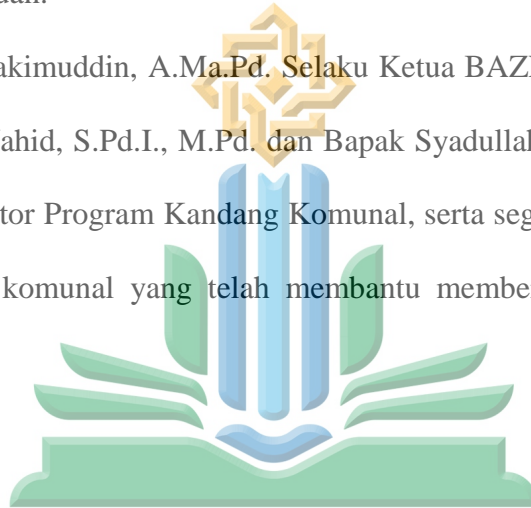 akimuddin, A.Ma.Pd. Selaku Ketua BAZ
ahid, S.Pd.I., M.Pd. dan Bapak Syadullah
tor Program Kandang Komunal, serta seg
komunal yang telah membantu membe